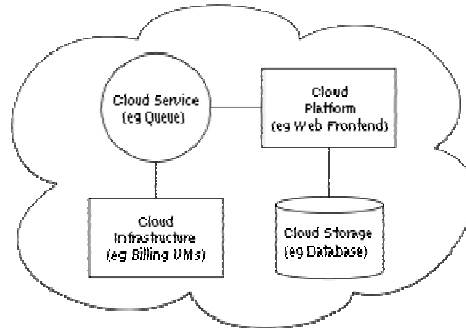 Cloud Service
(eg Queue)
Cloud
Platform
(eg Web Frontend)
Cloud
Infrastructure
(eg Billing VMs)
Cloud Storage
(eg Database)